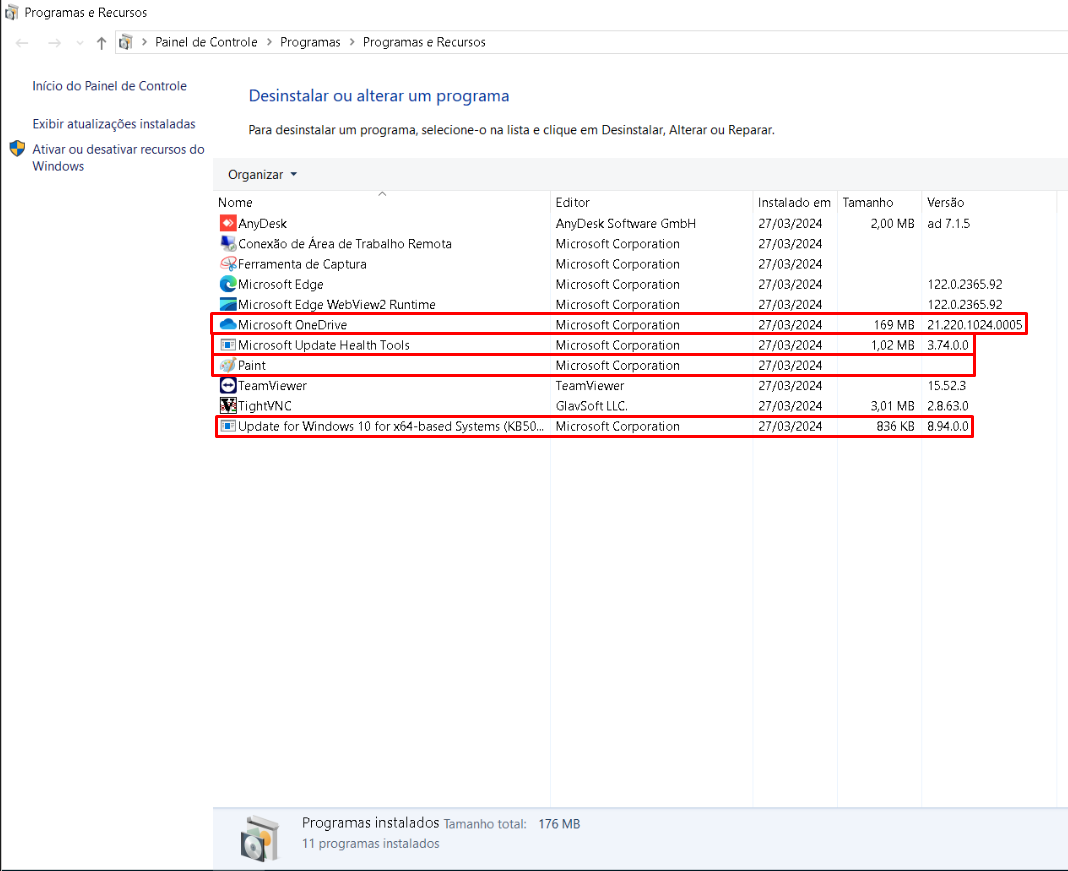 Programas e Recursos
Painel de Controle > Programas > Programas e Recursos
Início do Painel de Controle
Exibir atualizações instaladas
Ativar ou desativar recursos do
Windows
Desinstalar ou alterar um programa
Para desinstalar um programa, selecione-o na lista e clique em Desinstalar, Alterar ou Reparar.
Organizar
Nome Editor Instalado em Tamanho Versão
AnyDesk AnyDesk Software GmbH 27/03/2024 2,00 MB ad 7.1.5
Conexão de Área de Trabalho Remota Microsoft Corporation 27/03/2024
Ferramenta de Captura Microsoft Corporation 27/03/2024
Microsoft Edge Microsoft Corporation 27/03/2024 122.0.2365.92
Microsoft Edge WebView2 Runtime Microsoft Corporation 27/03/2024 122.0.2365.92
Microsoft OneDrive Microsoft Corporation 27/03/2024 169 MB 21.220.1024.0005
Microsoft Update Health Tools Microsoft Corporation 27/03/2024 1,02 MB 3.74.0.0
Paint Microsoft Corporation 27/03/2024
TeamViewer TeamViewer 27/03/2024 15.52.3
TightVNC GlavSoft LLC. 27/03/2024 3,01 MB 2.8.63.0
Update for Windows 10 for x64-based Systems (KB50... Microsoft Corporation 27/03/2024 836 KB 8.94.0.0
Programas instalados Tamanho total: 176 MB
11 programas instalados